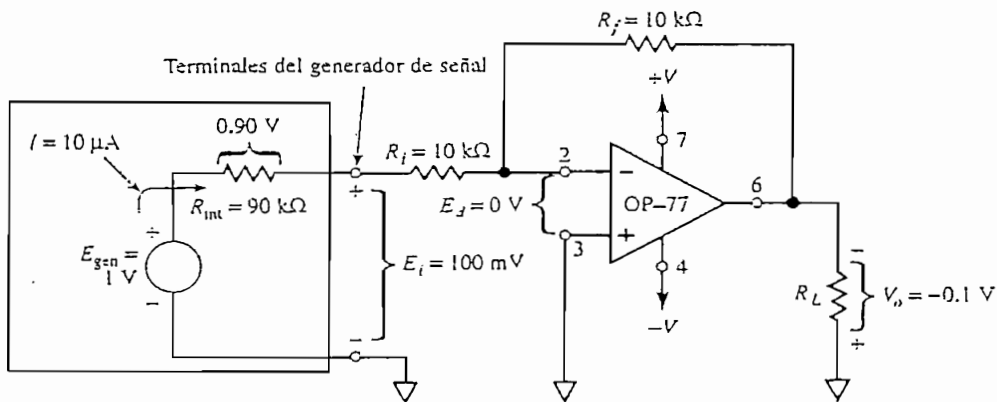 R_f = 10 kΩ
Terminales del generador de señal
+V
0.90 V
I = 10 μA
R_i = 10 kΩ
2
7
−
6
+
R_int = 90 kΩ
E_d = 0 V
OP-77
+
E_gen = 1 V
E_i = 100 mV
3
+
4
−
−
R_L
V_o = −0.1 V
−
−V
+